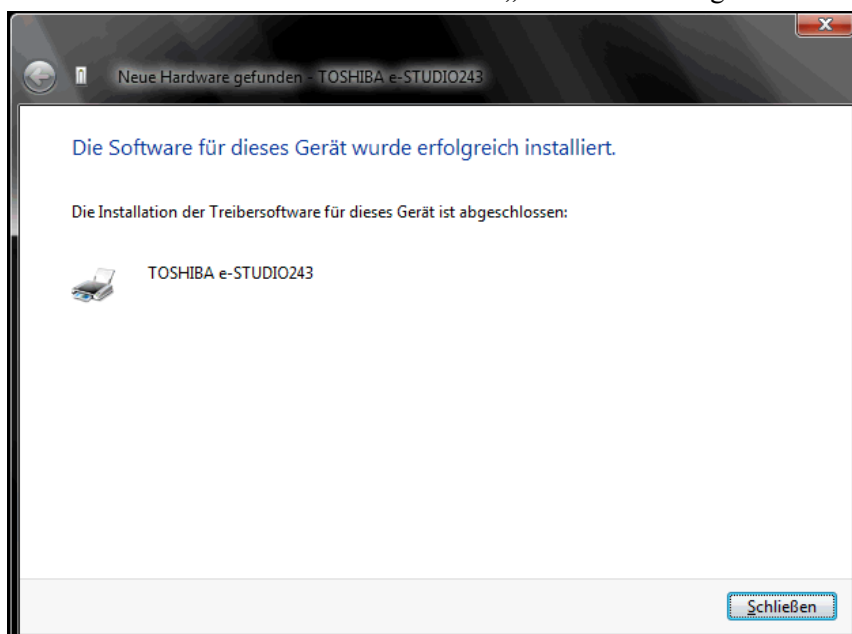 Neue Hardware gefunden - TOSHIBA e-STUDIO243
Die Software für dieses Gerät wurde erfolgreich installiert.
Die Installation der Treibersoftware für dieses Gerät ist abgeschlossen:
TOSHIBA e-STUDIO243
Schließen